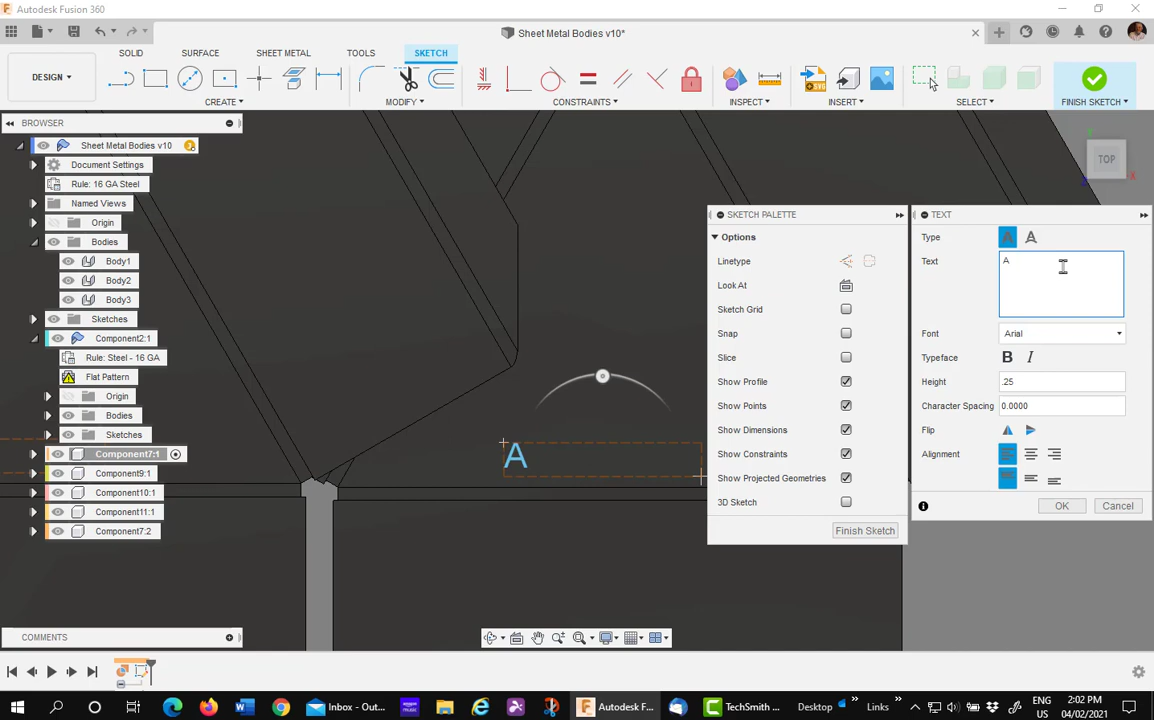 Autodesk Fusion 360
Sheet Metal Bodies v10*
DESIGN
SOLID
SURFACE
SHEET METAL
TOOLS
SKETCH
CREATE
MODIFY
CONSTRAINTS
INSPECT
INSERT
SELECT
FINISH SKETCH
BROWSER
Sheet Metal Bodies v10
Document Settings
Rule: 16 GA Steel
Named Views
Origin
Bodies
Body1
Body2
Body3
Sketches
Component2:1
Rule: Steel - 16 GA
Flat Pattern
Origin
Bodies
Sketches
Component7:1
Component9:1
Component10:1
Component11:1
Component7:2
COMMENTS
A
TOP
SKETCH PALETTE
Options
Linetype
Look At
Sketch Grid
Snap
Slice
Show Profile
Show Points
Show Dimensions
Show Constraints
Show Projected Geometries
3D Sketch
Finish Sketch
TEXT
Type
Text
A
Font
Arial
Typeface
B I
Height
.25
Character Spacing
0.0000
Flip
Alignment
OK
Cancel
Inbox - Out...
Autodesk F...
TechSmith ...
Desktop
Links
ENG
US
2:02 PM
04/02/2021